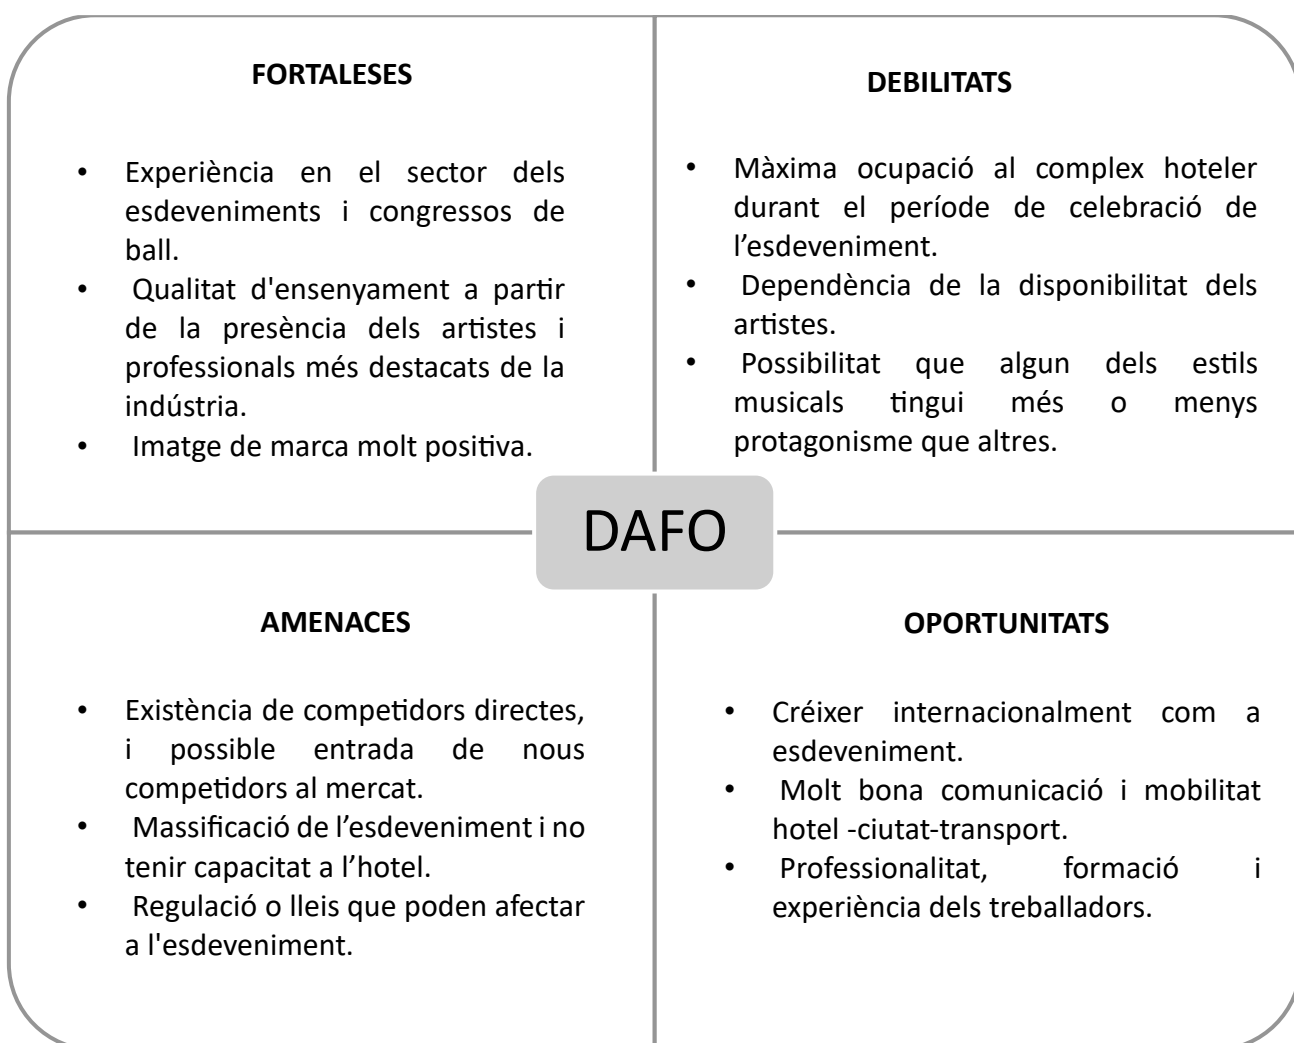 FORTALESES
• Experiència en el sector dels
esdeveniments i congressos de
ball.
• Qualitat d'ensenyament a partir
de la presència dels artistes i
professionals més destacats de la
indústria.
• Imatge de marca molt positiva.
DEBILITATS
• Màxima ocupació al complex hoteler
durant el període de celebració de
l’esdeveniment.
• Dependència de la disponibilitat dels
artistes.
• Possibilitat que algun dels estils
musicals tingui més o menys
protagonisme que altres.
DAFO
AMENACES
• Existència de competidors directes,
i possible entrada de nous
competidors al mercat.
• Massificació de l’esdeveniment i no
tenir capacitat a l’hotel.
• Regulació o lleis que poden afectar
a l'esdeveniment.
OPORTUNITATS
• Créixer internacionalment com a
esdeveniment.
• Molt bona comunicació i mobilitat
hotel -ciutat-transport.
• Professionalitat, formació i
experiència dels treballadors.